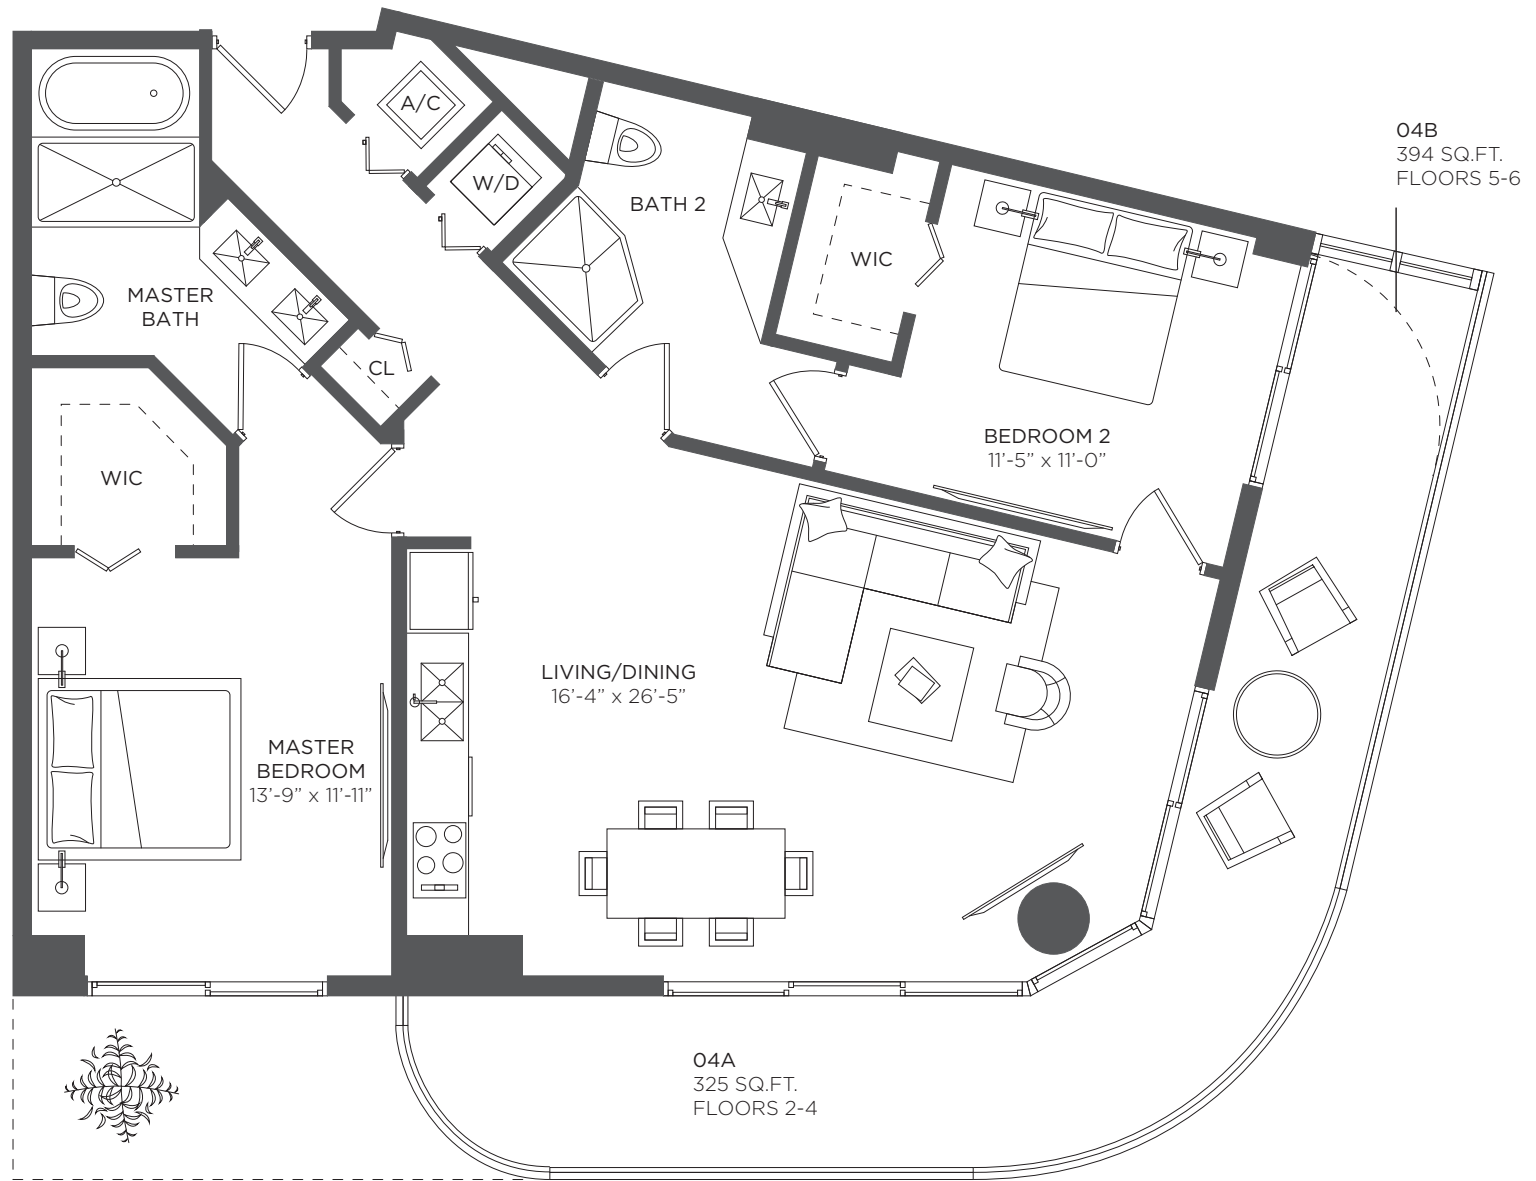 A/C
W/D
04B
394 SQ.FT.
FLOORS 5-6
BATH 2
WIC
MASTER
BATH
CL
BEDROOM 2
11'-5” x 11'-0”
WIC
LIVING/DINING
16'-4” x 26'-5”
MASTER
BEDROOM
13'-9” x 11'-11”
04A
325 SQ.FT.
FLOORS 2-4